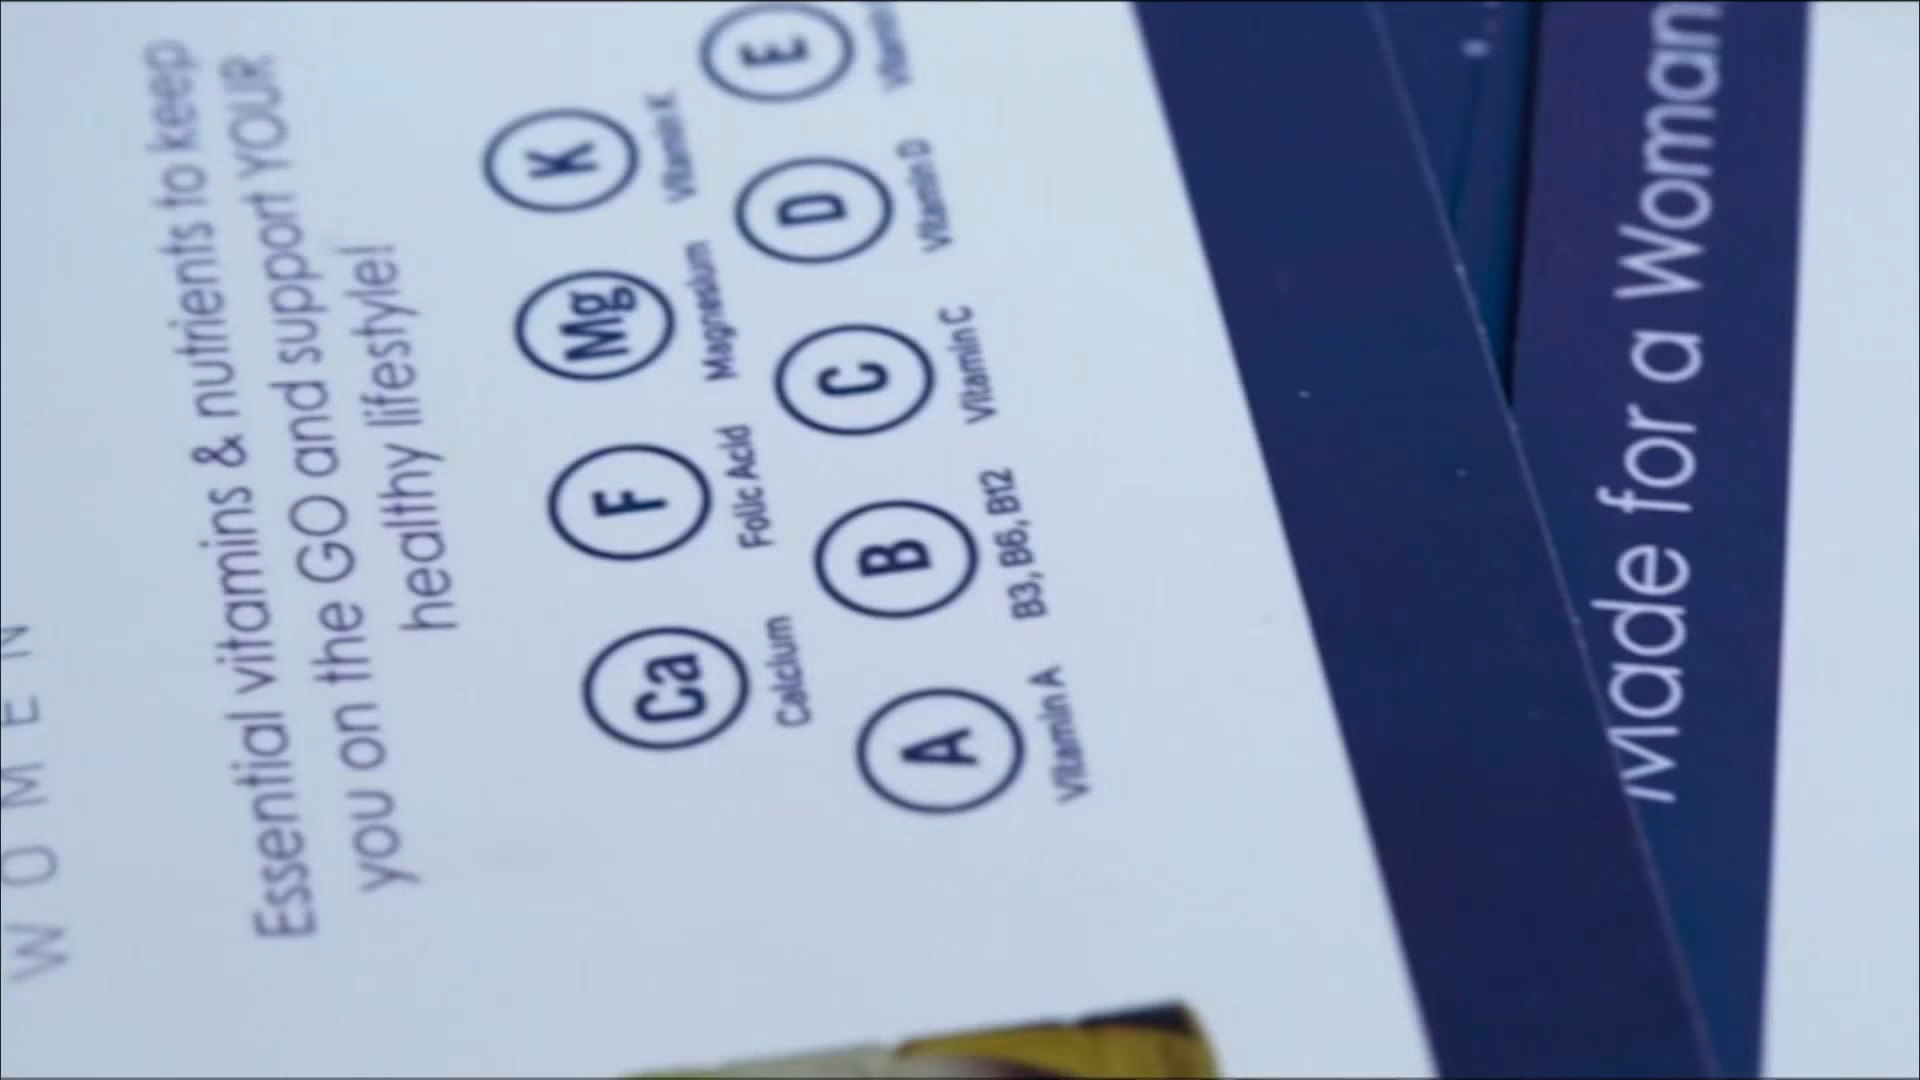 WOMEN
Essential vitamins & nutrients to keep
you on the GO and support YOUR
healthy lifestyle!
Ca F Mg K
Calcium Folic Acid Magnesium Vitamin K
A B C D E
Vitamin A B3, B6, B12 Vitamin C Vitamin D Vitamin
Made for a Woman